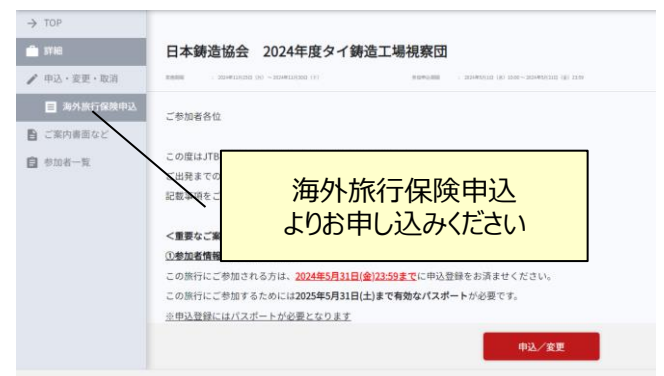 TOP
詳細
申込・変更・取消
海外旅行保険申込
ご案内書面など
参加者一覧
日本鋳造協会 2024年度タイ鋳造工場視察団
ご参加者各位
この度はJTB
ご出発までの
記載事項をご
<重要なご案
①参加者情報
この旅行にご参加される方は、2024年5月31日(金)23:59までに申込登録をお済ませください。
この旅行にご参加するためには2025年5月31日(土)まで有効なパスポートが必要です。
※申込登録にはパスポートが必要となります
海外旅行保険申込
よりお申し込みください
申込／変更